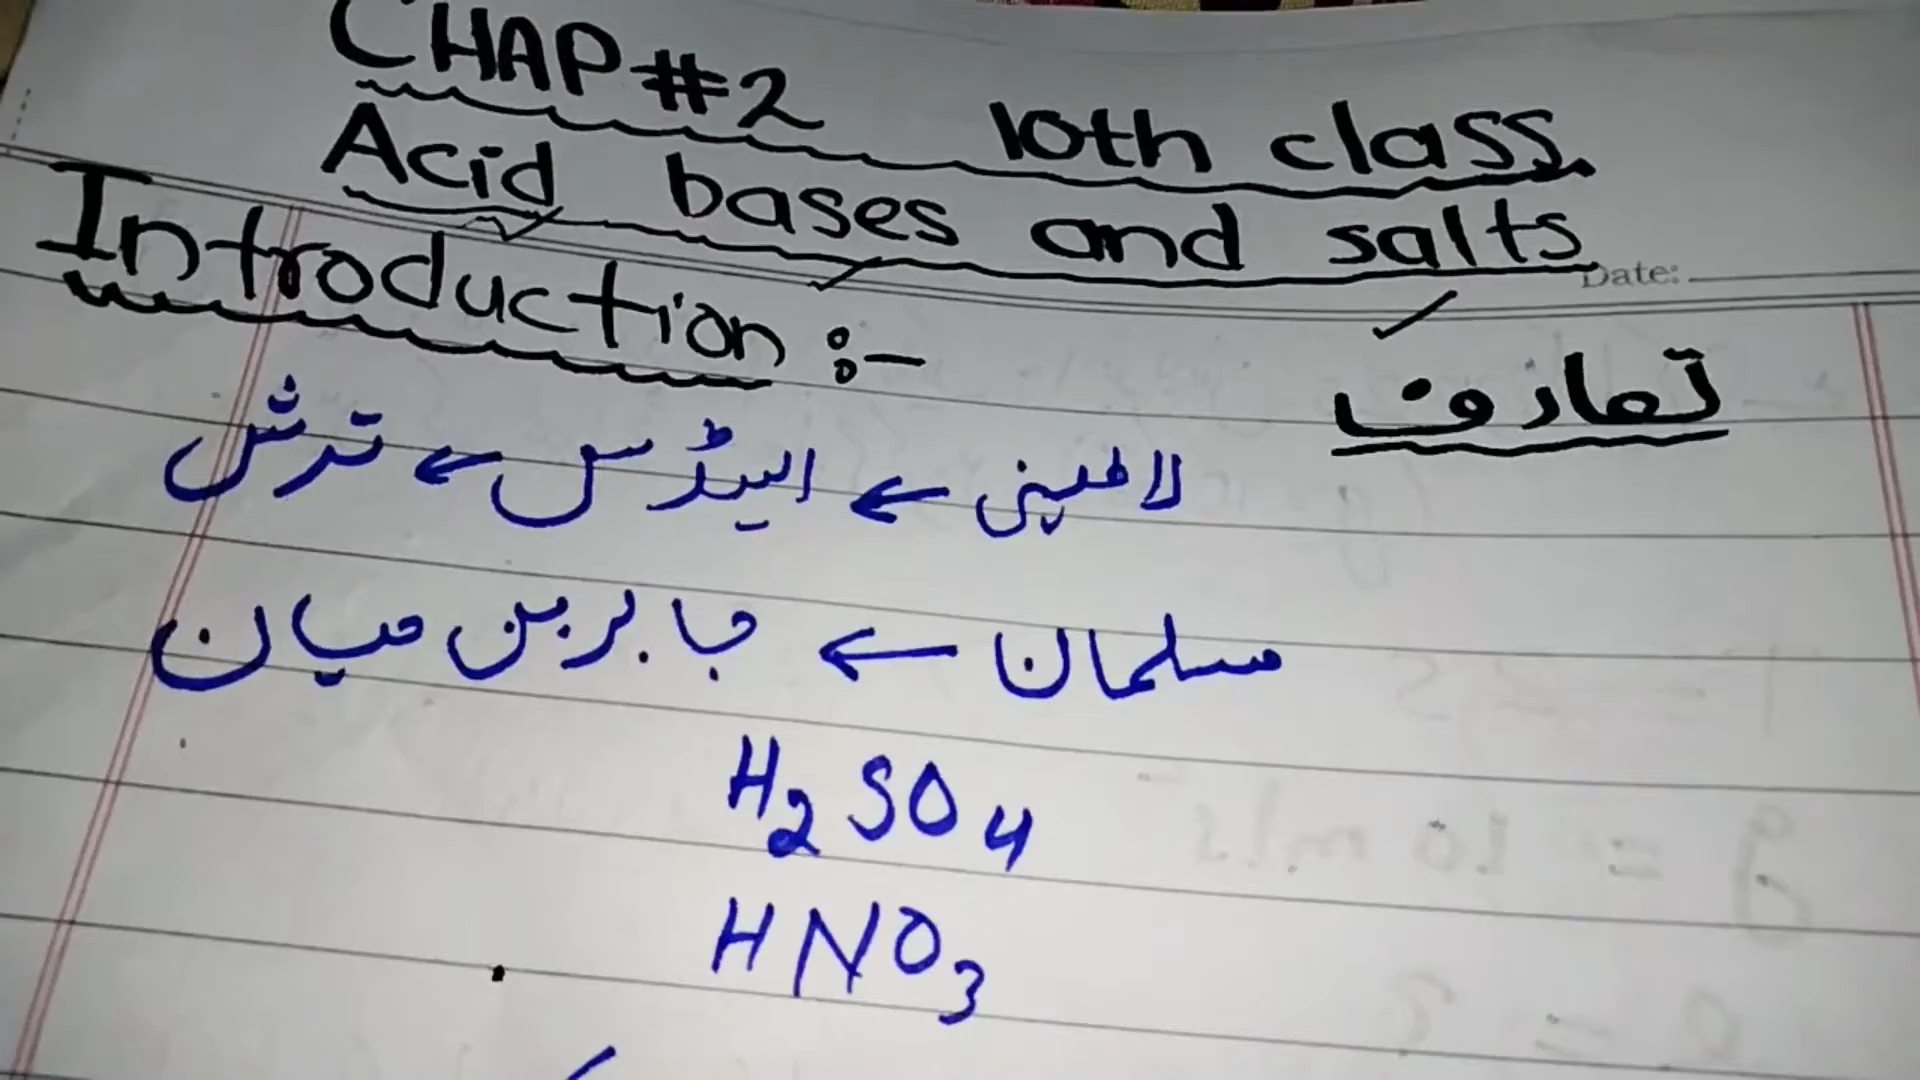 CHAP#2 10th class.
Acid bases and salts
Date:
Introduction :-
تعارف
لاطینی ← ایسڈس ← ترش
مسلمان ← جابر بن حیان
H₂SO₄
HNO₃